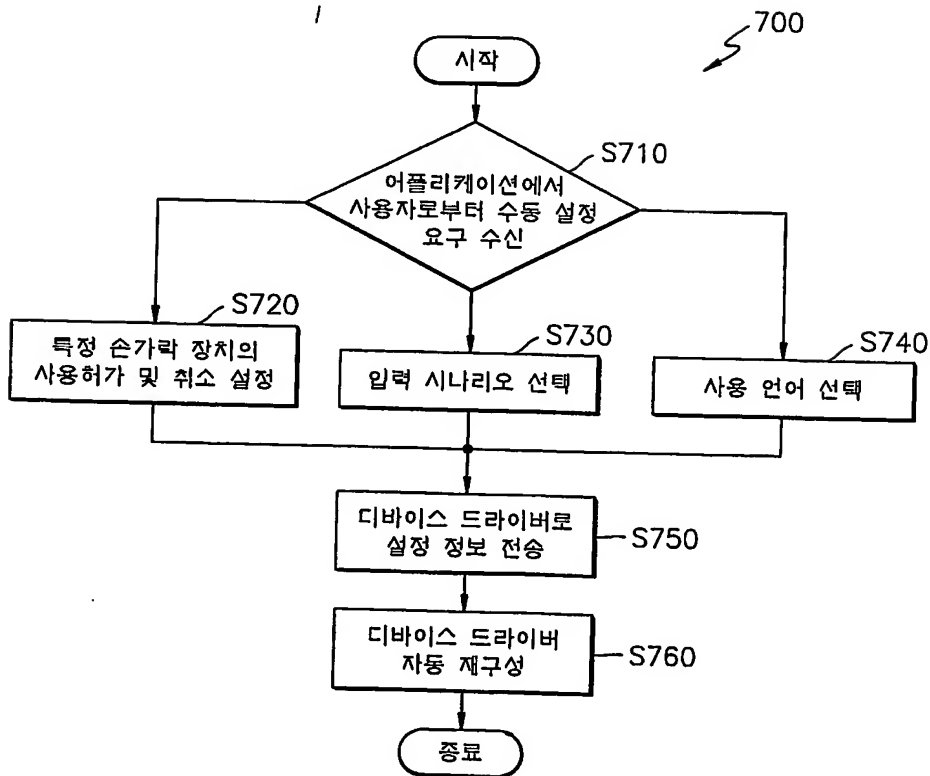 700
시작
S710
어플리케이션에서
사용자로부터 수동 설정
요구 수신
S720
특정 손가락 장치의
사용허가 및 취소 설정
S730
입력 시나리오 선택
S740
사용 언어 선택
디바이스 드라이버로
설정 정보 전송
S750
디바이스 드라이버
자동 재구성
S760
종료